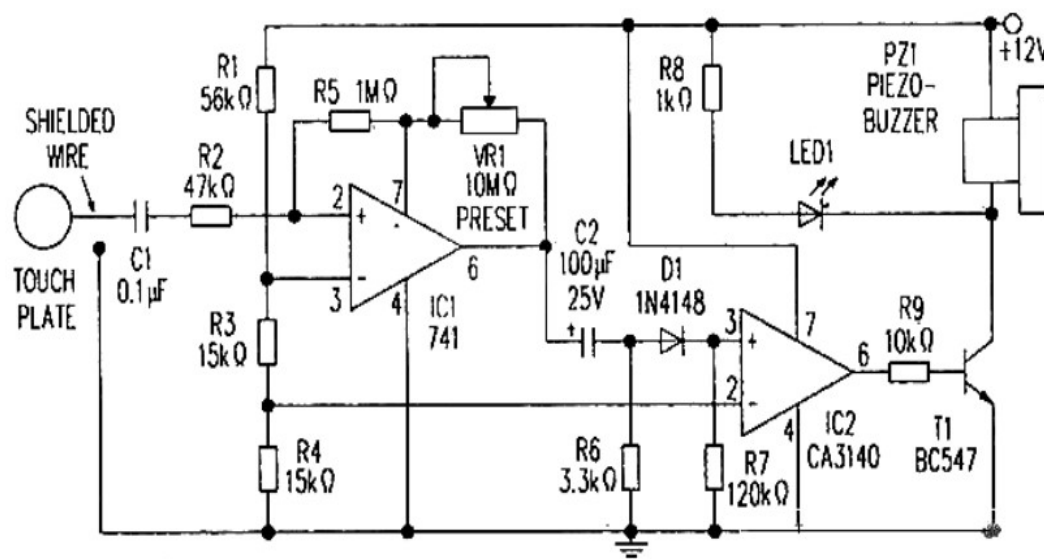 SHIELDED
WIRE
TOUCH
PLATE
C1
0.1µF
R2
47kΩ
R1
56kΩ
R3
15kΩ
R4
15kΩ
R5 1MΩ
2
+
7
-
3
4
6
IC1
741
VR1
10MΩ
PRESET
C2
100µF
25V
+
D1
1N4148
R6
3.3kΩ
R7
120kΩ
3
+
2
-
7
4
6
IC2
CA3140
R8
1kΩ
LED1
R9
10kΩ
T1
BC547
PZ1
PIEZO-
BUZZER
+12V